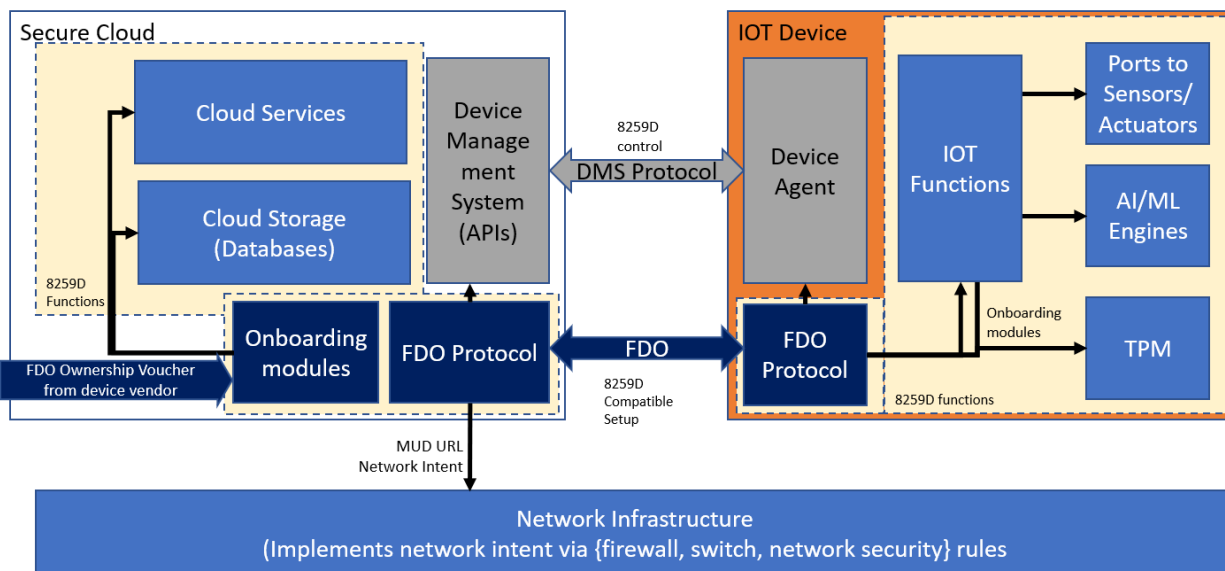 Secure Cloud
Cloud Services
Cloud Storage
(Databases)
8259D
Functions
Device
Manage
ment
System
(APIs)
Onboarding
modules
FDO Protocol
FDO Ownership Voucher
from device vendor
8259D
control
DMS Protocol
FDO
8259D
Compatible
Setup
MUD URL
Network Intent
IOT Device
Device
Agent
FDO
Protocol
IOT
Functions
Ports to
Sensors/
Actuators
AI/ML
Engines
Onboarding
modules
TPM
8259D functions
Network Infrastructure
(Implements network intent via {firewall, switch, network security} rules